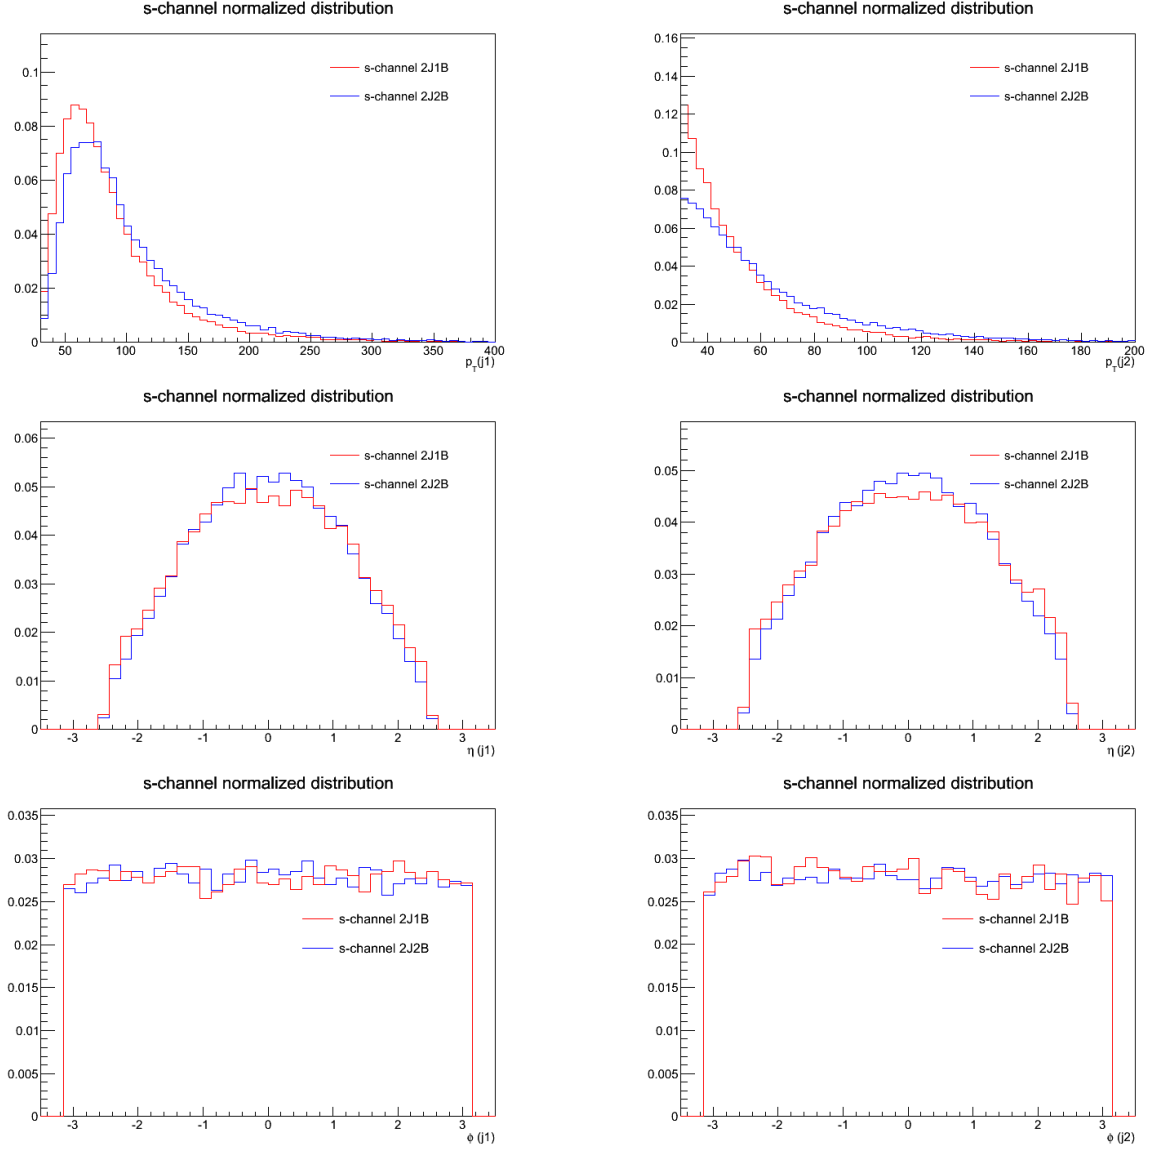 s-channel normalized distribution
s-channel 2J1B
s-channel 2J2B
0.1
0.08
0.06
0.04
0.02
0
50 100 150 200 250 300 350 400
p_T(j1)
s-channel normalized distribution
s-channel 2J1B
s-channel 2J2B
0.16
0.14
0.12
0.1
0.08
0.06
0.04
0.02
0
40 60 80 100 120 140 160 180 200
p_T(j2)
s-channel normalized distribution
s-channel 2J1B
s-channel 2J2B
0.06
0.05
0.04
0.03
0.02
0.01
0
-3 -2 -1 0 1 2 3
η (j1)
s-channel normalized distribution
s-channel 2J1B
s-channel 2J2B
0.05
0.04
0.03
0.02
0.01
0
-3 -2 -1 0 1 2 3
η (j2)
s-channel normalized distribution
0.035
0.03
0.025
0.02
0.015
0.01
0.005
0
s-channel 2J1B
s-channel 2J2B
-3 -2 -1 0 1 2 3
ϕ (j1)
s-channel normalized distribution
0.035
0.03
0.025
0.02
0.015
0.01
0.005
0
s-channel 2J1B
s-channel 2J2B
-3 -2 -1 0 1 2 3
ϕ (j2)